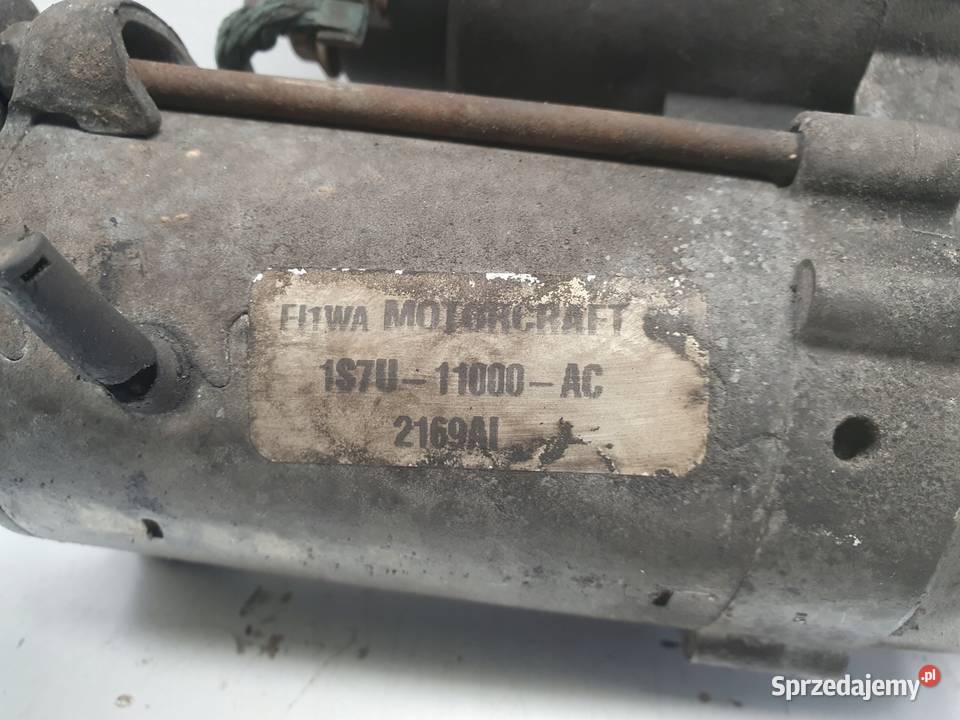 MOTORCRAFT
1S7U-11000-AC
2169AI
Sprzedajemy.pl